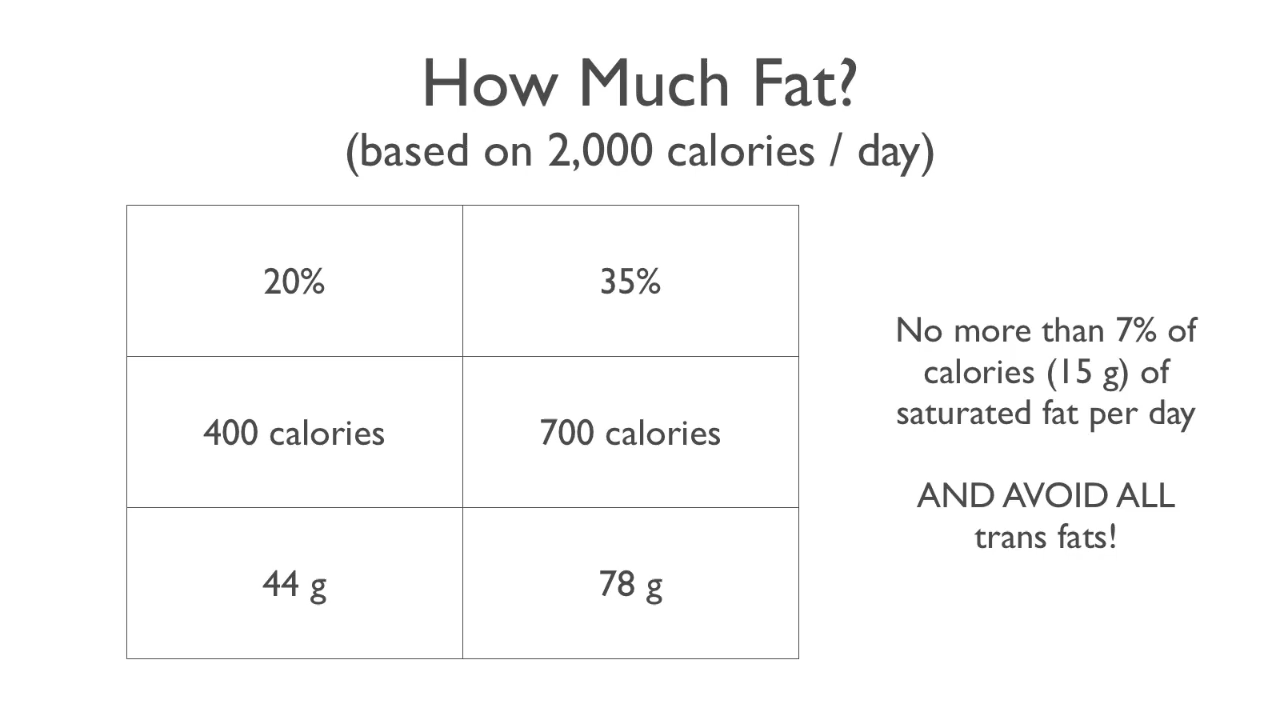 How Much Fat?
(based on 2,000 calories / day)
20%
35%
400 calories
700 calories
44 g
78 g
No more than 7% of
calories (15 g) of
saturated fat per day
AND AVOID ALL
trans fats!